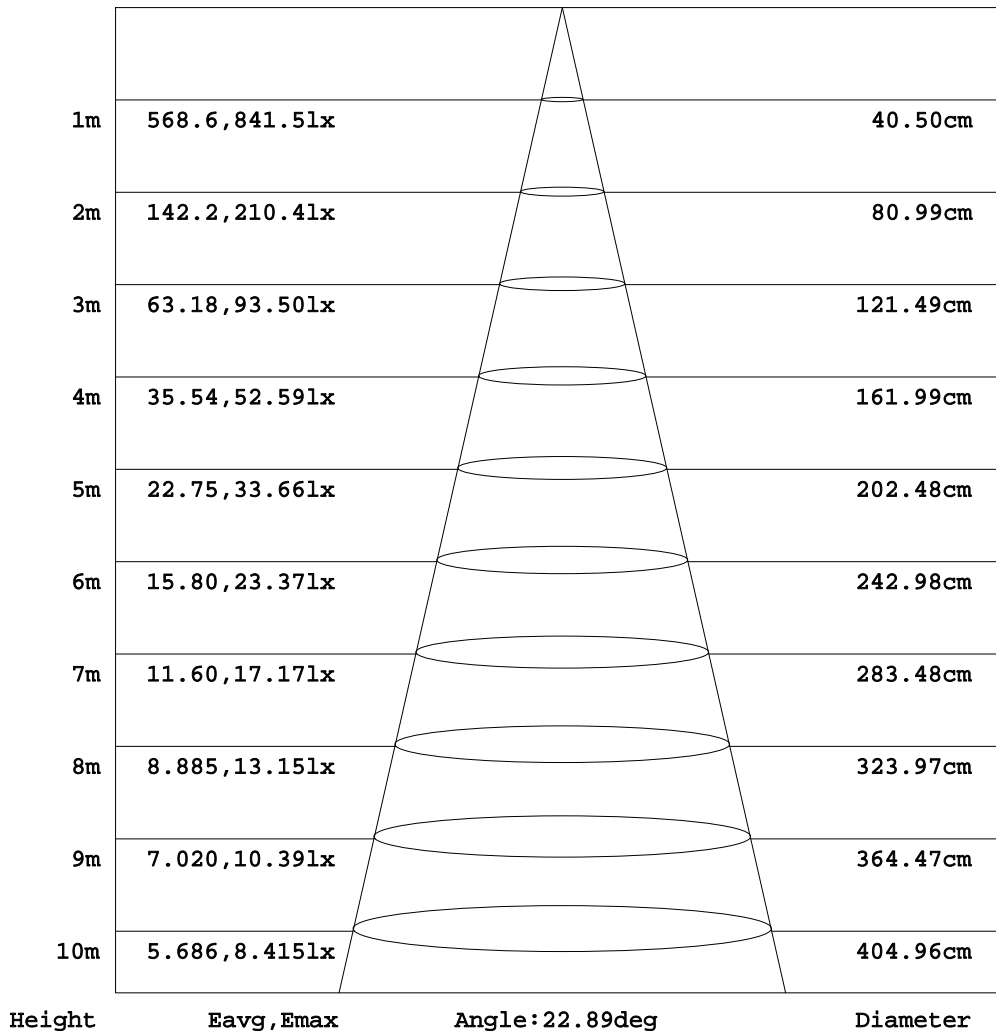 1m 568.6,841.5lx 40.50cm
2m 142.2,210.4lx 80.99cm
3m 63.18,93.50lx 121.49cm
4m 35.54,52.59lx 161.99cm
5m 22.75,33.66lx 202.48cm
6m 15.80,23.37lx 242.98cm
7m 11.60,17.17lx 283.48cm
8m 8.885,13.15lx 323.97cm
9m 7.020,10.39lx 364.47cm
10m 5.686,8.415lx 404.96cm
Height Eavg,Emax Angle:22.89deg Diameter